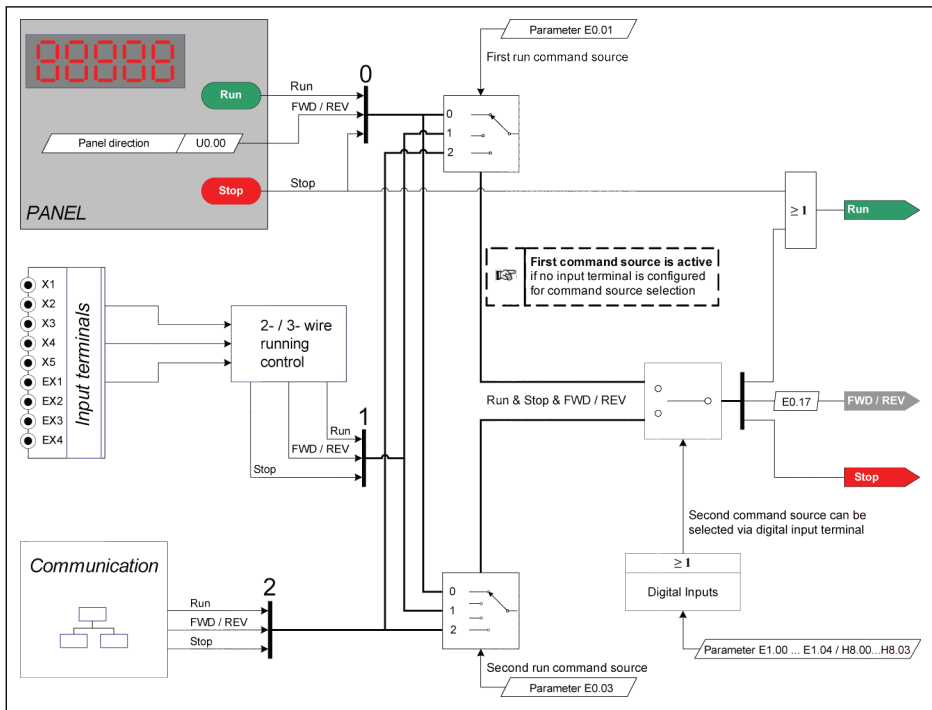 Parameter E0.01
First run command source
0
Run
Run
FWD / REV
Panel direction
U0.00
Stop
Stop
PANEL
0
1
2
≥ 1
Run
First command source is active
if no input terminal is configured
for command source selection
X1
X2
X3
X4
X5
EX1
EX2
EX3
EX4
Input terminals
2- / 3- wire
running
control
1
Run
FWD / REV
Stop
Run & Stop & FWD / REV
E0.17
FWD / REV
Stop
Second command source can be
selected via digital input terminal
≥ 1
Digital Inputs
Parameter E1.00 ... E1.04 / H8.00...H8.03
Communication
2
Run
FWD / REV
Stop
0
1
2
Second run command source
Parameter E0.03